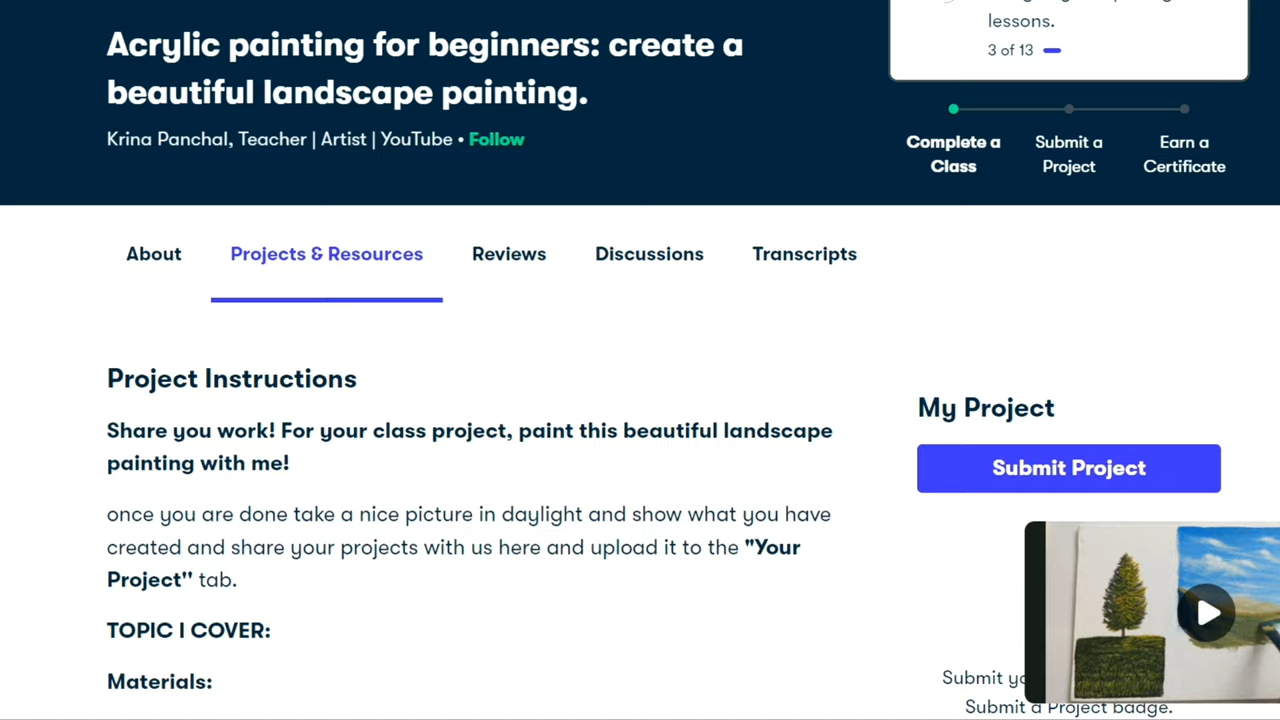 lessons.
3 of 13
Acrylic painting for beginners: create a
beautiful landscape painting.
Krina Panchal, Teacher | Artist | YouTube • Follow
Complete a
Class
Submit a
Project
Earn a
Certificate
About
Projects & Resources
Reviews
Discussions
Transcripts
Project Instructions
Share you work! For your class project, paint this beautiful landscape
painting with me!
once you are done take a nice picture in daylight and show what you have
created and share your projects with us here and upload it to the "Your
Project'' tab.
TOPIC I COVER:
Materials:
My Project
Submit Project
Submit
Submit a Project badge.